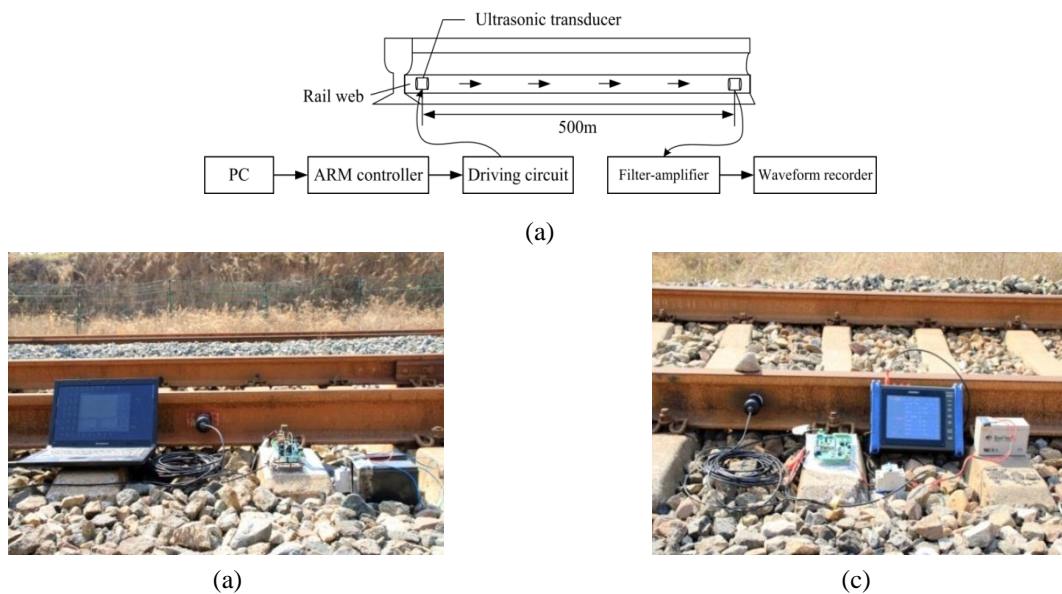 Ultrasonic transducer
Rail web
500m
PC
ARM controller
Driving circuit
Filter-amplifier
Waveform recorder
(a)
(a)
(c)